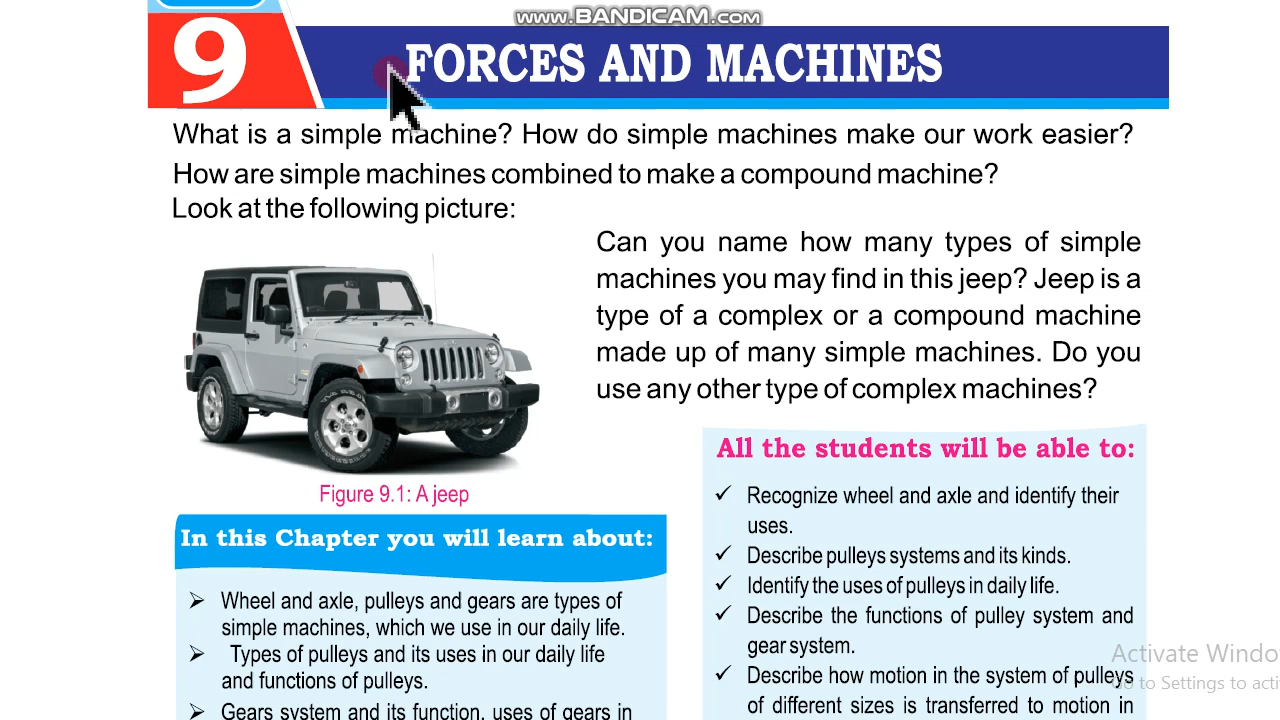 www.BANDICAM.com
9
FORCES AND MACHINES
What is a simple machine? How do simple machines make our work easier?
How are simple machines combined to make a compound machine?
Look at the following picture:
Can you name how many types of simple
machines you may find in this jeep? Jeep is a
type of a complex or a compound machine
made up of many simple machines. Do you
use any other type of complex machines?
Figure 9.1: A jeep
In this Chapter you will learn about:
➢ Wheel and axle, pulleys and gears are types of
simple machines, which we use in our daily life.
➢ Types of pulleys and its uses in our daily life
and functions of pulleys.
➢ Gears system and its function, uses of gears in
All the students will be able to:
✓ Recognize wheel and axle and identify their
uses.
✓ Describe pulleys systems and its kinds.
✓ Identify the uses of pulleys in daily life.
✓ Describe the functions of pulley system and
gear system.
✓ Describe how motion in the system of pulleys
of different sizes is transferred to motion in
Activate Windo
Go to Settings to acti